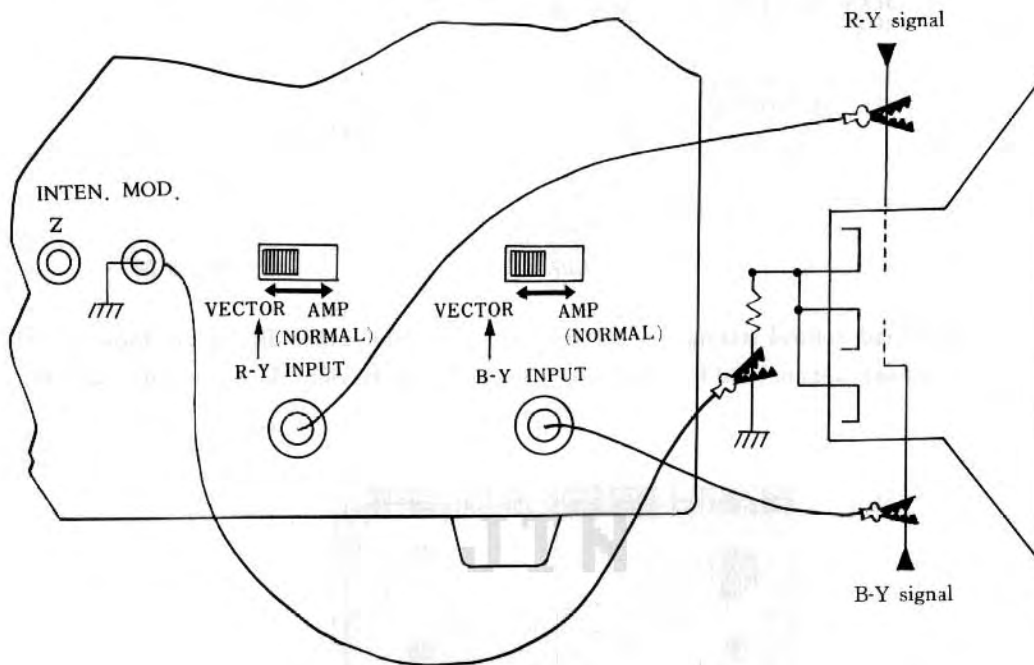 R-Y signal
INTEN. MOD.
Z
VECTOR AMP
(NORMAL)
R-Y INPUT
VECTOR AMP
(NORMAL)
B-Y INPUT
B-Y signal